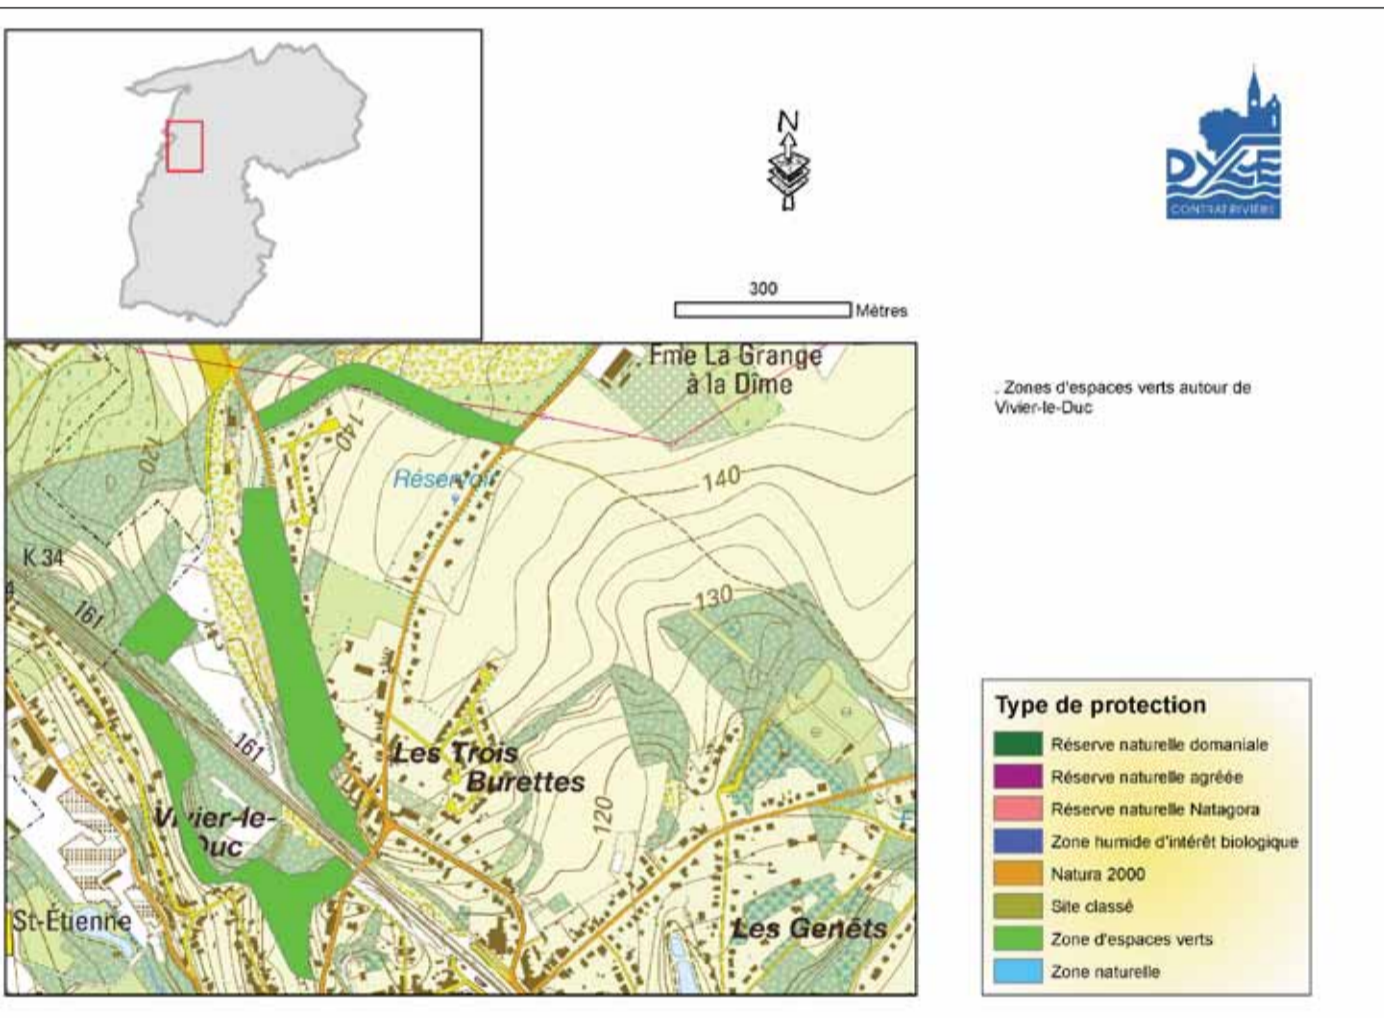 N
DYLE
CONTRAT RIVIÈRE
300
Mètres
Fme La Grange
à la Dîme
. Zones d'espaces verts autour de
Vivier-le-Duc
140
120
Réservoir
140
K 34
161
130
161
Les Trois
Burettes
Vivier-le-
Duc
120
St-Étienne
Les Genêts
Type de protection
Réserve naturelle domaniale
Réserve naturelle agréée
Réserve naturelle Natagora
Zone humide d'intérêt biologique
Natura 2000
Site classé
Zone d'espaces verts
Zone naturelle